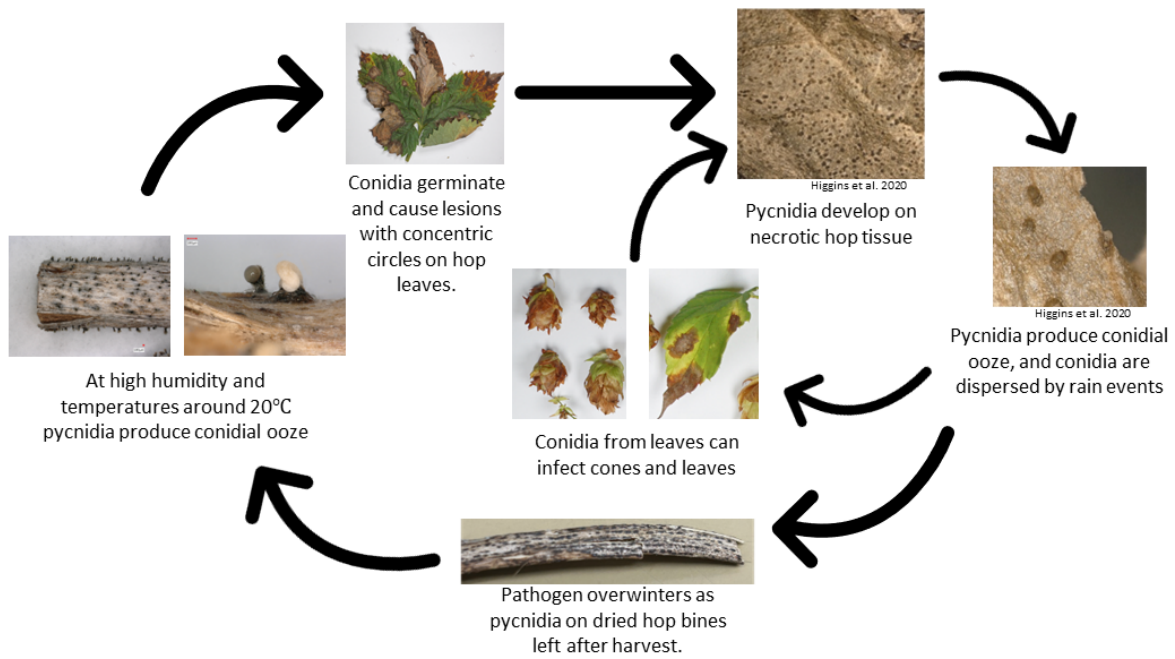 Conidia germinate
and cause lesions
with concentric
circles on hop
leaves.
Higgins et al. 2020
Pycnidia develop on
necrotic hop tissue
Higgins et al. 2020
Pycnidia produce conidial
ooze, and conidia are
dispersed by rain events
At high humidity and
temperatures around 20℃
pycnidia produce conidial ooze
Conidia from leaves can
infect cones and leaves
Pathogen overwinters as
pycnidia on dried hop bines
left after harvest.